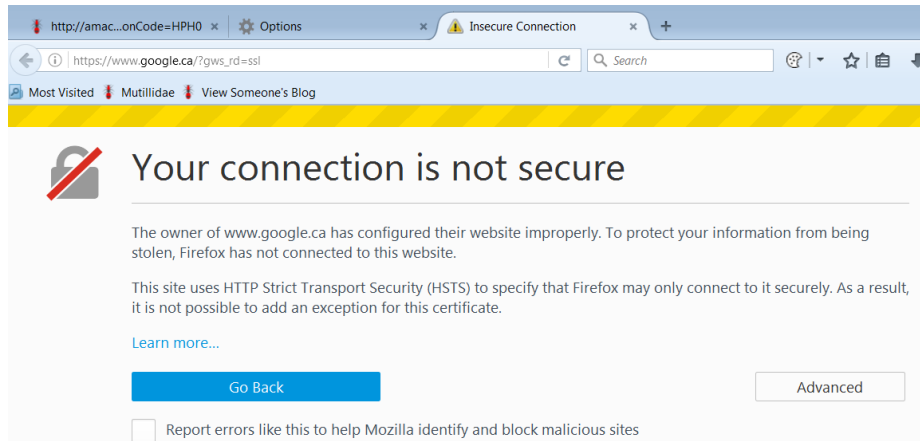 http://amac...onCode=HPH0 × Options × Insecure Connection × +
https://www.google.ca/?gws_rd=ssl Search
Most Visited Mutillidae View Someone's Blog
Your connection is not secure
The owner of www.google.ca has configured their website improperly. To protect your information from being
stolen, Firefox has not connected to this website.
This site uses HTTP Strict Transport Security (HSTS) to specify that Firefox may only connect to it securely. As a result,
it is not possible to add an exception for this certificate.
Learn more...
Go Back Advanced
Report errors like this to help Mozilla identify and block malicious sites